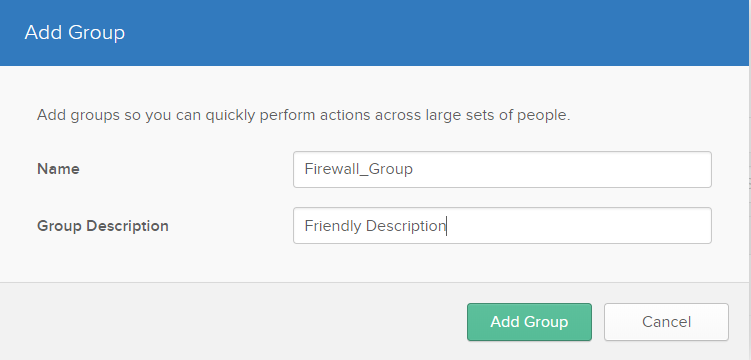 Add Group
Add groups so you can quickly perform actions across large sets of people.
Name
Firewall_Group
Group Description
Friendly Description
Add Group
Cancel